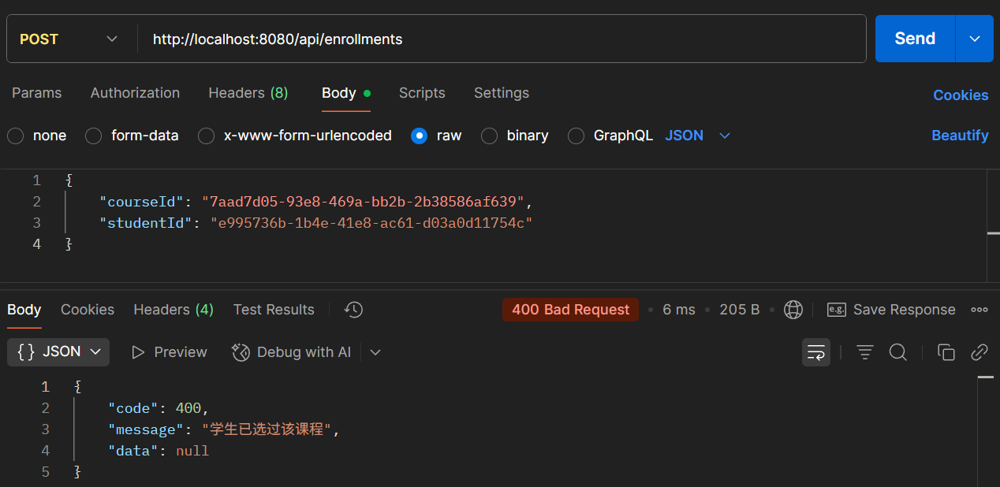 POST http://localhost:8080/api/enrollments Send
Params Authorization Headers (8) Body Scripts Settings Cookies
none form-data x-www-form-urlencoded raw binary GraphQL JSON Beautify
1 {
2 "courseId": "7aad7d05-93e8-469a-bb2b-2b38586af639",
3 "studentId": "e995736b-1b4e-41e8-ac61-d03a0d11754c"
4 }
Body Cookies Headers (4) Test Results 400 Bad Request 6 ms 205 B e.g. Save Response
{} JSON Preview Debug with AI
1 {
2 "code": 400,
3 "message": "学生已选过该课程",
4 "data": null
5 }